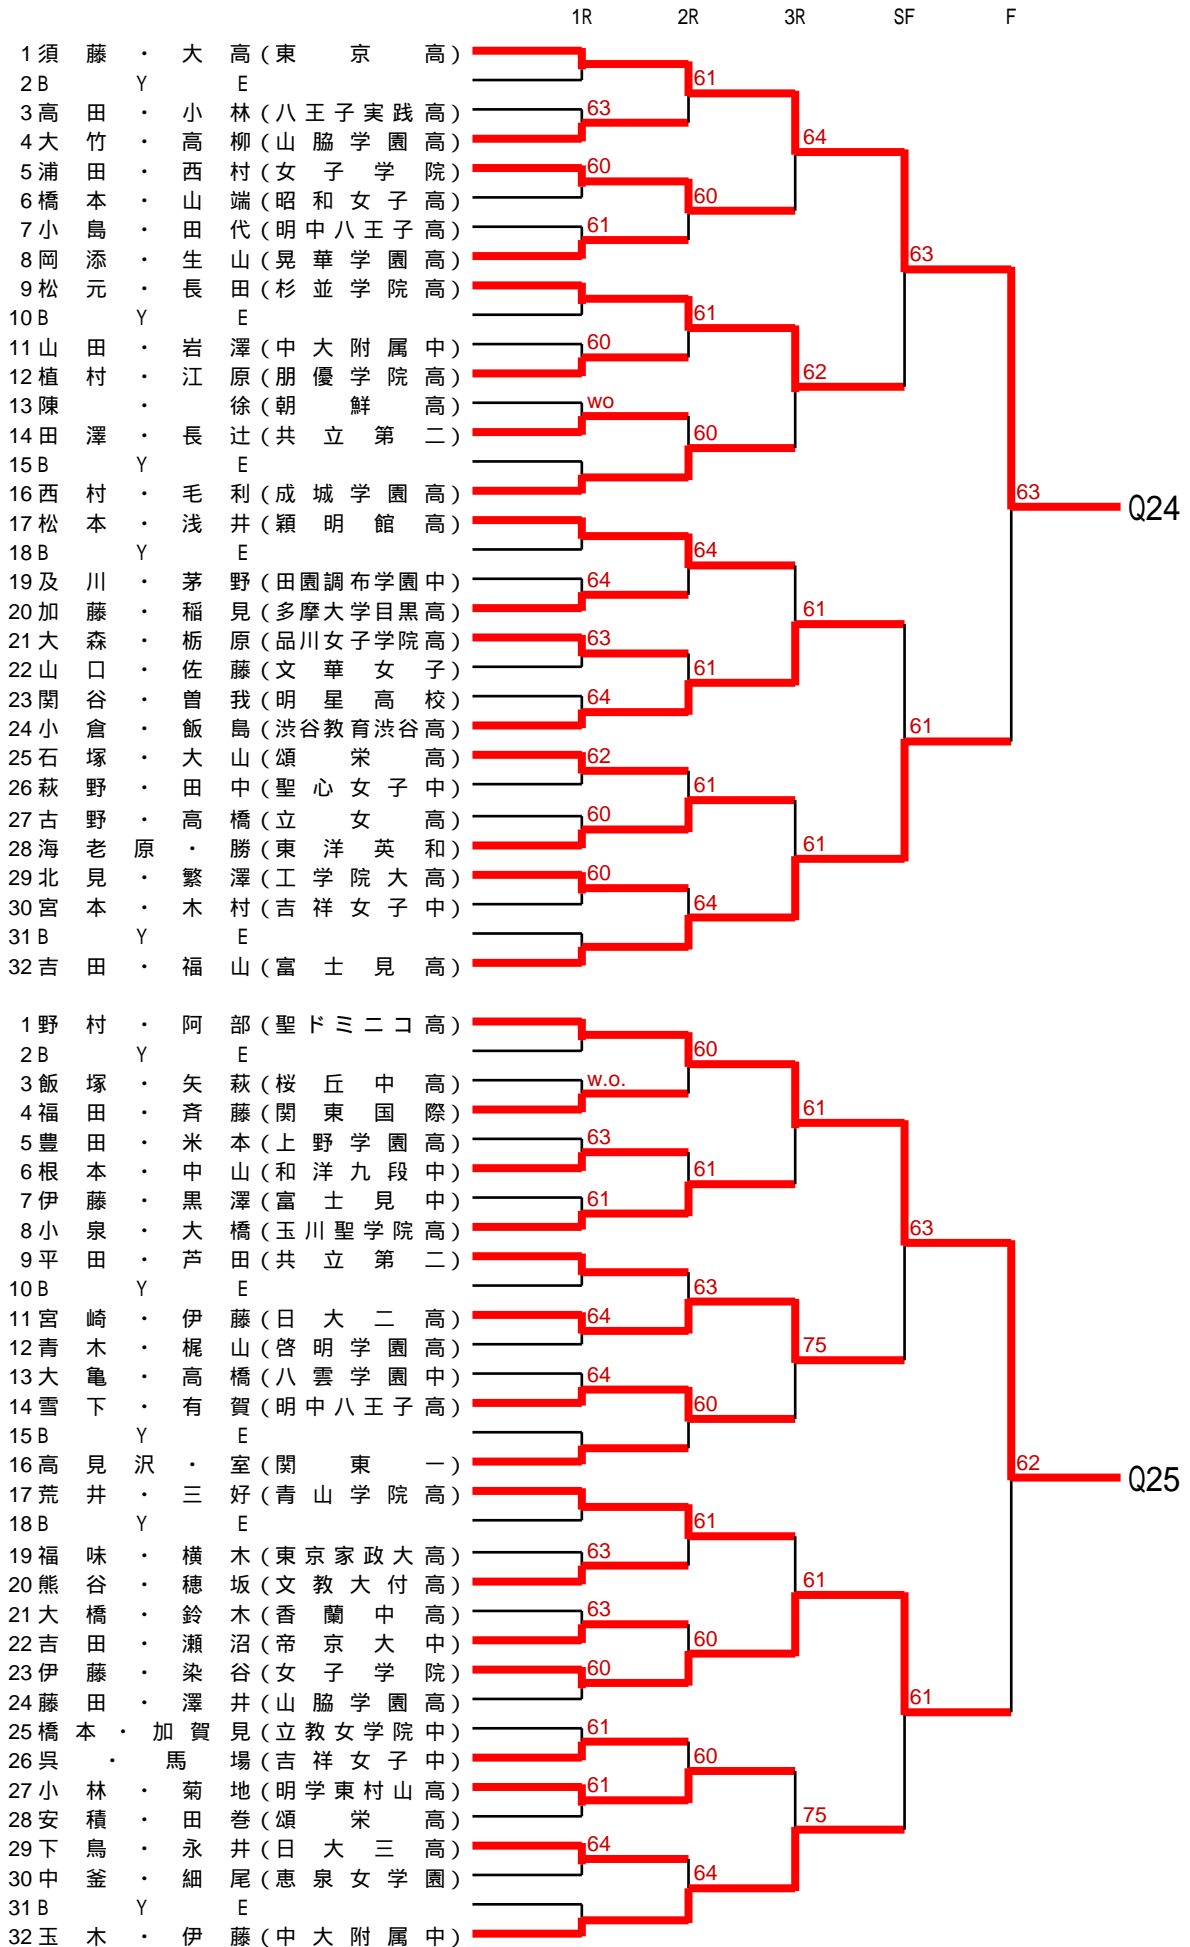 1R 2R 3R SF F
1 須藤・大高(東京高)
2 BYE
61
3 高田・小林(八王子実践高) 63
4 大竹・高柳(山脇学園高) 64
5 浦田・西村(女子学院) 60
6 橋本・山端(昭和女子高) 60
7 小島・田代(明中八王子高) 61
8 岡添・生山(晃華学園高) 63
9 松元・長田(杉並学院高)
10 BYE 61
11 山田・岩澤(中大附属中) 60
12 植村・江原(朋優学院高) 62
13 陳・徐(朝鮮高) wo
14 田澤・長辻(共立第二) 60
15 BYE
16 西村・毛利(成城学園高) 63
Q24
17 松本・浅井(穎明館高)
18 BYE 64
19 及川・茅野(田園調布学園中) 64
20 加藤・稲見(多摩大学目黒高) 61
21 大森・栃原(品川女子学院高) 63
22 山口・佐藤(文華女子) 61
23 関谷・曽我(明星高校) 64
24 小倉・飯島(渋谷教育渋谷高) 61
25 石塚・大山(頌栄高) 62
26 萩野・田中(聖心女子中) 61
27 古野・高橋(立女高) 60
28 海老原・勝(東洋英和) 61
29 北見・繁澤(工学院大高) 60
30 宮本・木村(吉祥女子中) 64
31 BYE
32 吉田・福山(富士見高)
1 野村・阿部(聖ドミニコ高)
2 BYE 60
3 飯塚・矢萩(桜丘中高) w.o.
4 福田・斉藤(関東国際) 61
5 豊田・米本(上野学園高) 63
6 根本・中山(和洋九段中) 61
7 伊藤・黒澤(富士見中) 61
8 小泉・大橋(玉川聖学院高) 63
9 平田・芦田(共立第二)
10 BYE 63
11 宮崎・伊藤(日大二高) 64
12 青木・梶山(啓明学園高) 75
13 大亀・高橋(八雲学園中) 64
14 雪下・有賀(明中八王子高) 60
15 BYE
16 高見沢・室(関東一) 62
Q25
17 荒井・三好(青山学院高)
18 BYE 61
19 福味・横木(東京家政大高) 63
20 熊谷・穂坂(文教大付高) 61
21 大橋・鈴木(香蘭中高) 63
22 吉田・瀬沼(帝京大中) 60
23 伊藤・染谷(女子学院) 60
24 藤田・澤井(山脇学園高) 61
25 橋本・加賀見(立教女学院中) 61
26 呉・馬場(吉祥女子中) 60
27 小林・菊地(明学東村山高) 61
28 安積・田巻(頌栄高) 75
29 下鳥・永井(日大三高) 64
30 中釜・細尾(恵泉女学園) 64
31 BYE
32 玉木・伊藤(中大附属中)